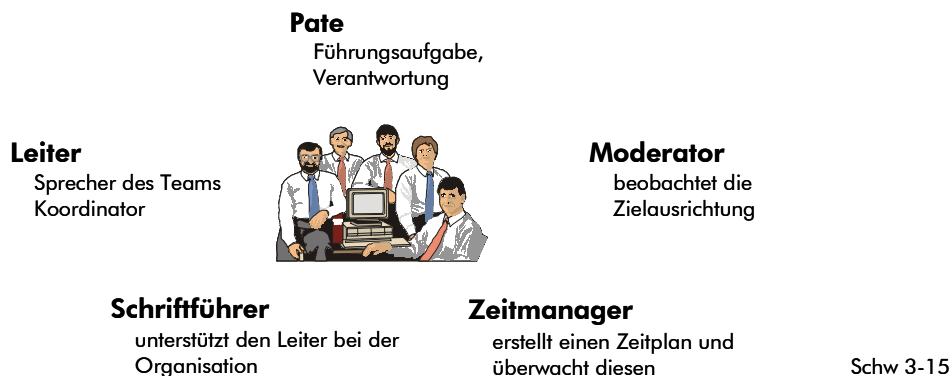 Pate
Führungsaufgabe,
Verantwortung
Leiter
Sprecher des Teams
Koordinator
Moderator
beobachtet die
Zielausrichtung
Schriftführer
unterstützt den Leiter bei der
Organisation
Zeitmanager
erstellt einen Zeitplan und
überwacht diesen
Schw 3-15